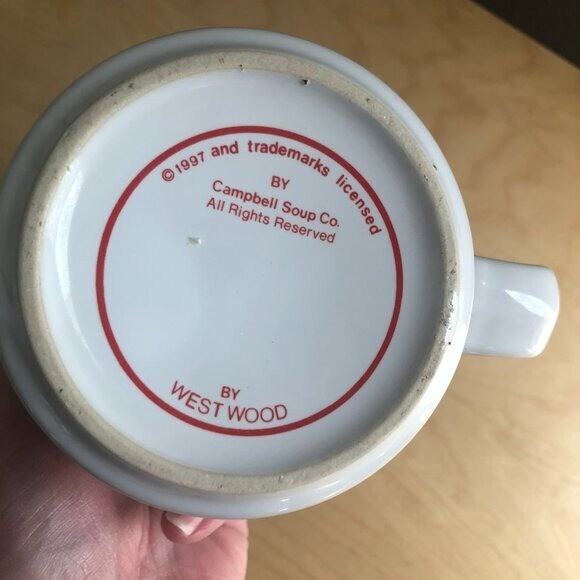 ©1997 and trademarks licensed
BY
Campbell Soup Co.
All Rights Reserved
BY
WESTWOOD